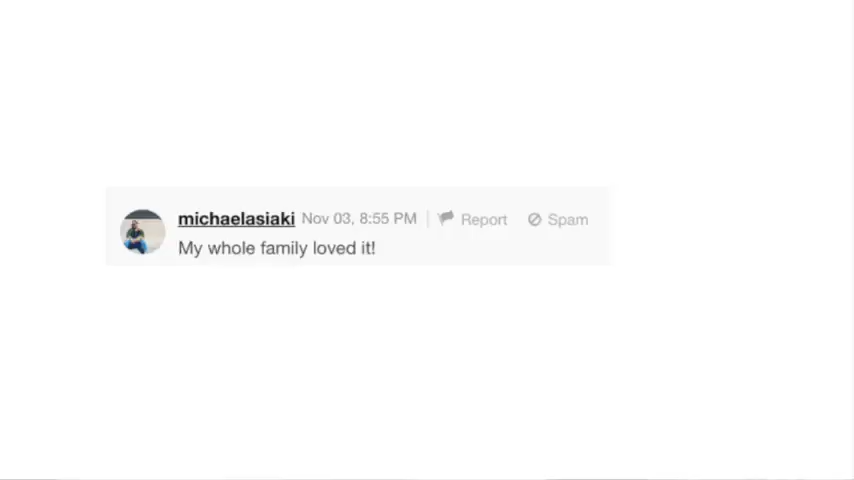 michaelasiaki Nov 03, 8:55 PM | Report Spam
My whole family loved it!